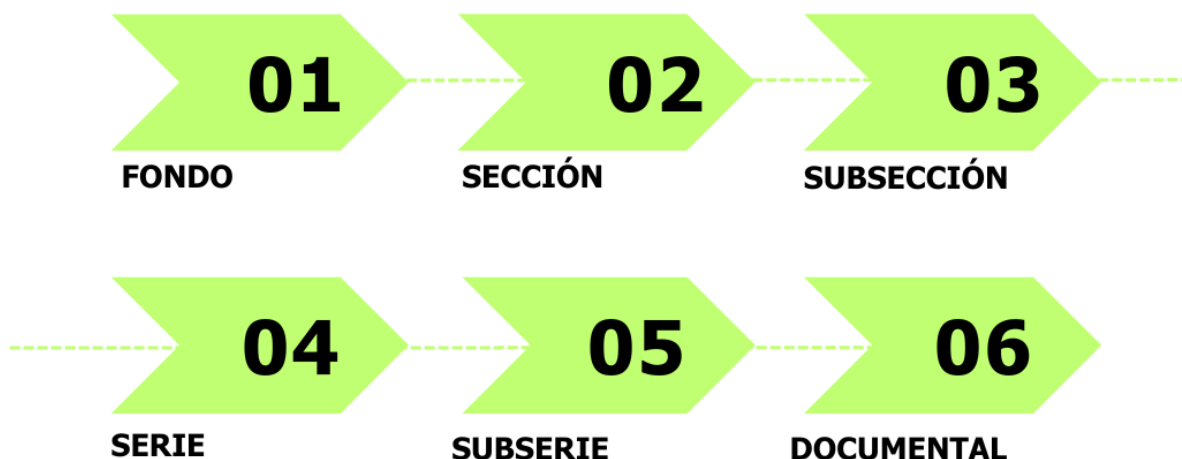 01
02
03
FONDO
SECCIÓN
SUBSECCIÓN
04
05
06
SERIE
SUBSERIE
DOCUMENTAL